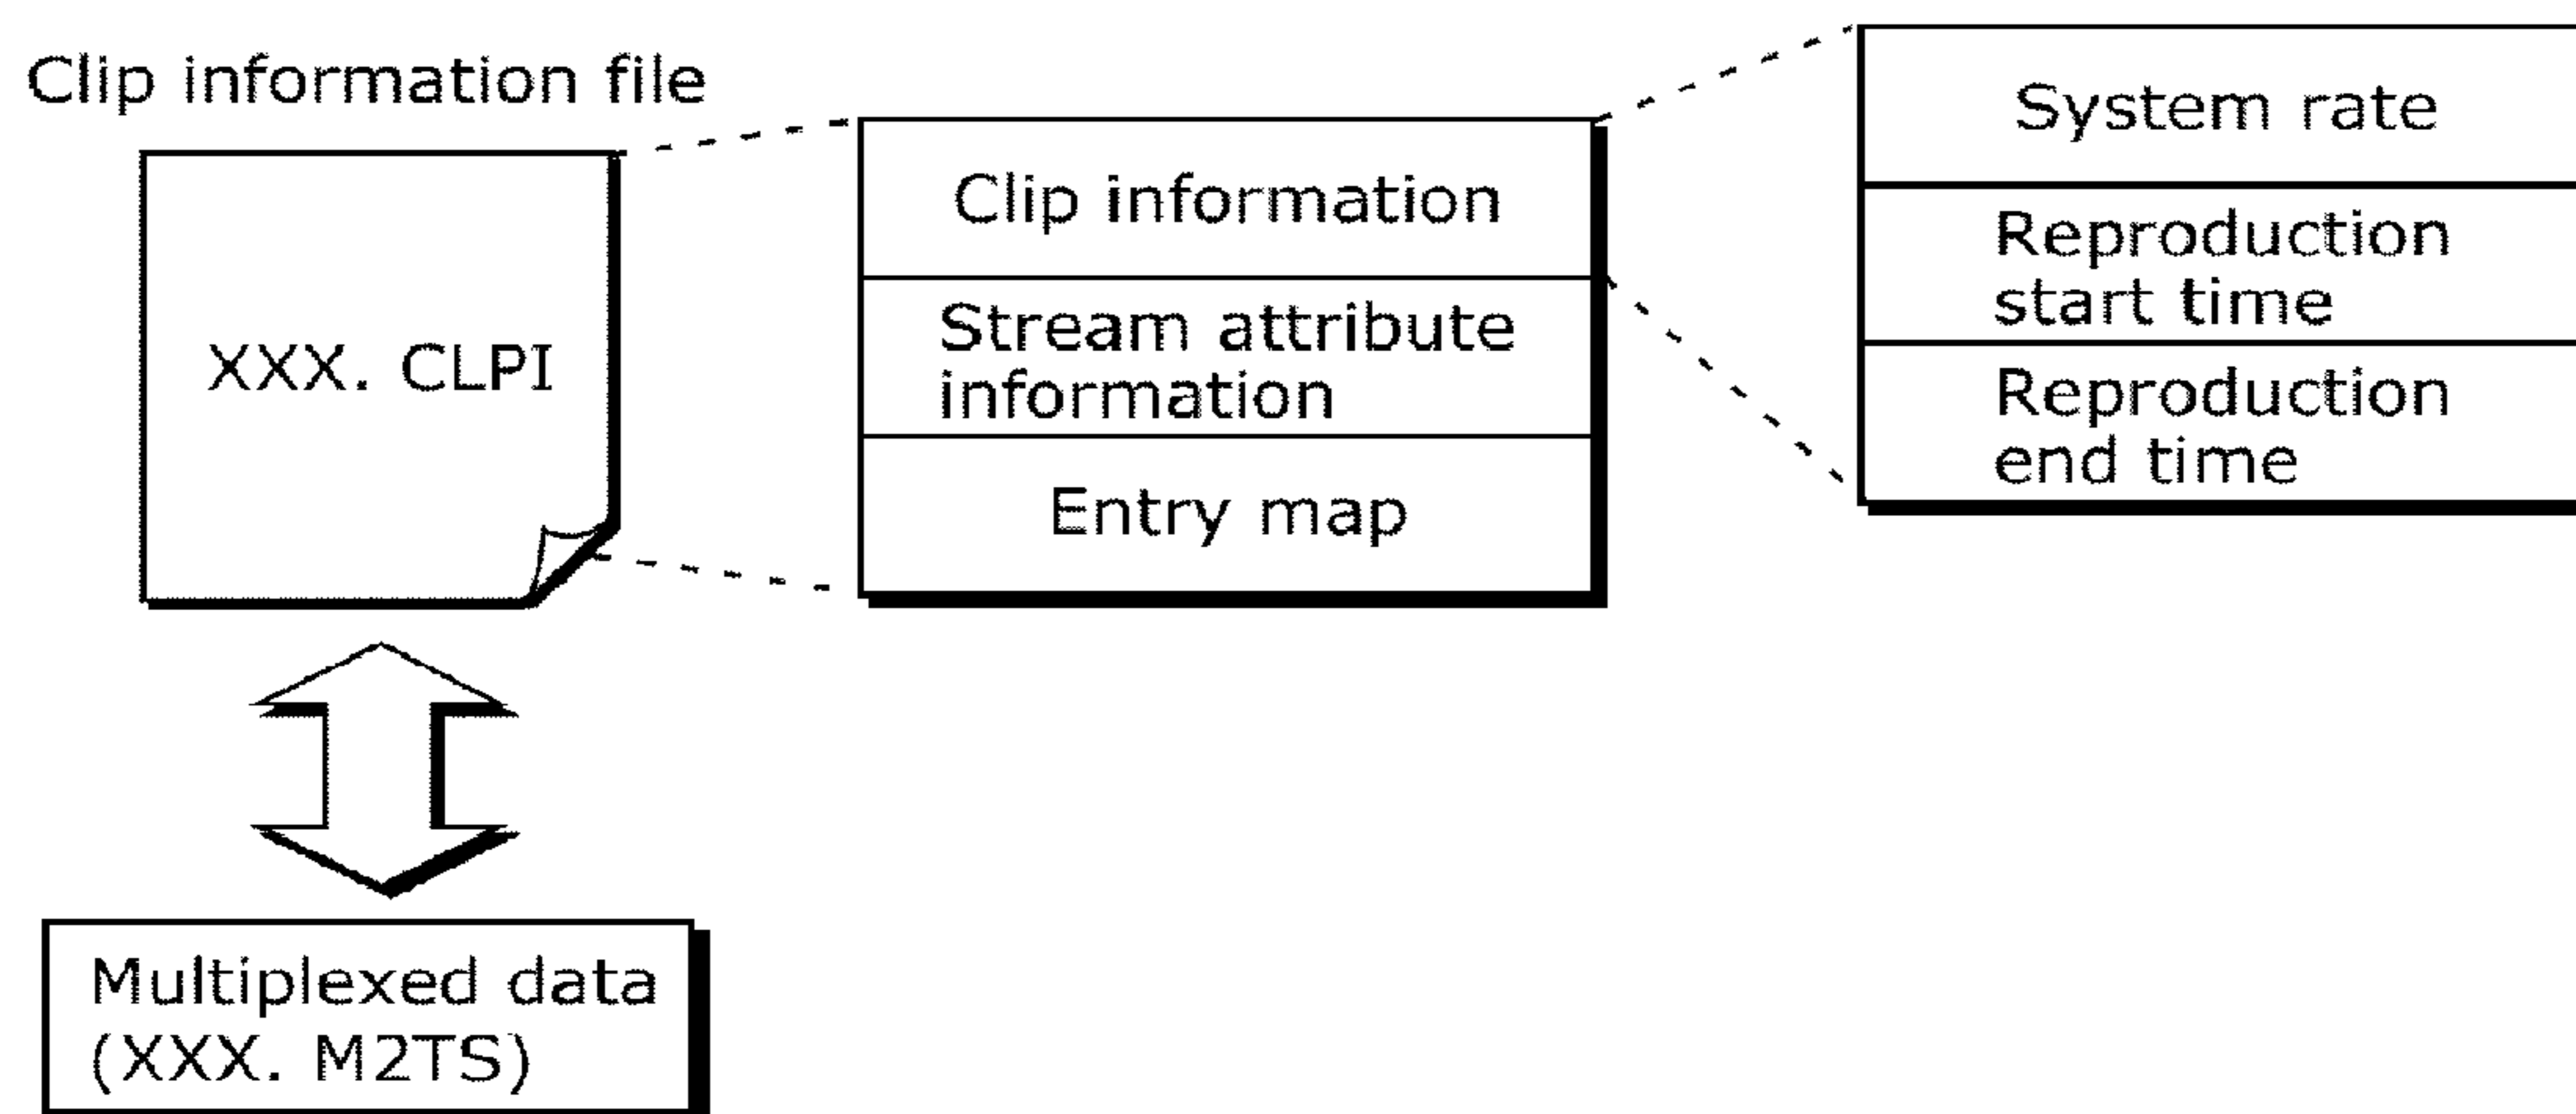 Clip information file
XXX. CLPI
Clip information
Stream attribute
information
Entry map
System rate
Reproduction
start time
Reproduction
end time
Multiplexed data
(XXX. M2TS)